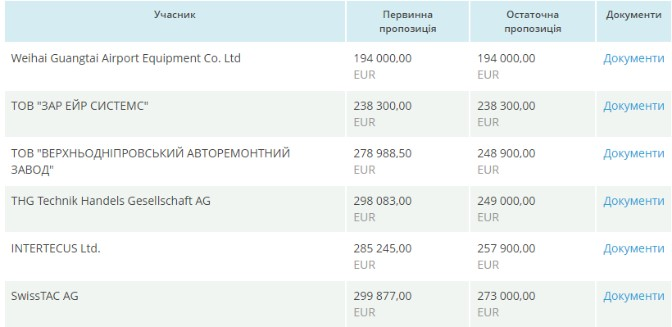 Учасник Первинна пропозиція Остаточна пропозиція Документи
Weihai Guangtai Airport Equipment Co. Ltd 194 000,00 194 000,00 Документи
EUR EUR
ТОВ "ЗАР ЕЙР СИСТЕМС" 238 300,00 238 300,00 Документи
EUR EUR
ТОВ "ВЕРХНЬОДНІПРОВСЬКИЙ АВТОРЕМОНТНИЙ 278 988,50 248 900,00 Документи
ЗАВОД" EUR EUR
THG Technik Handels Gesellschaft AG 298 083,00 249 000,00 Документи
EUR EUR
INTERTECUS Ltd. 285 245,00 257 900,00 Документи
EUR EUR
SwissTAC AG 299 877,00 273 000,00 Документи
EUR EUR